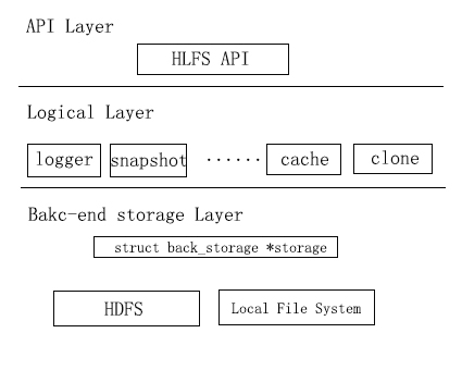 API Layer
HLFS API
Logical Layer
logger snapshot ······ cache clone
Bakc-end storage Layer
struct back_storage *storage
HDFS Local File System